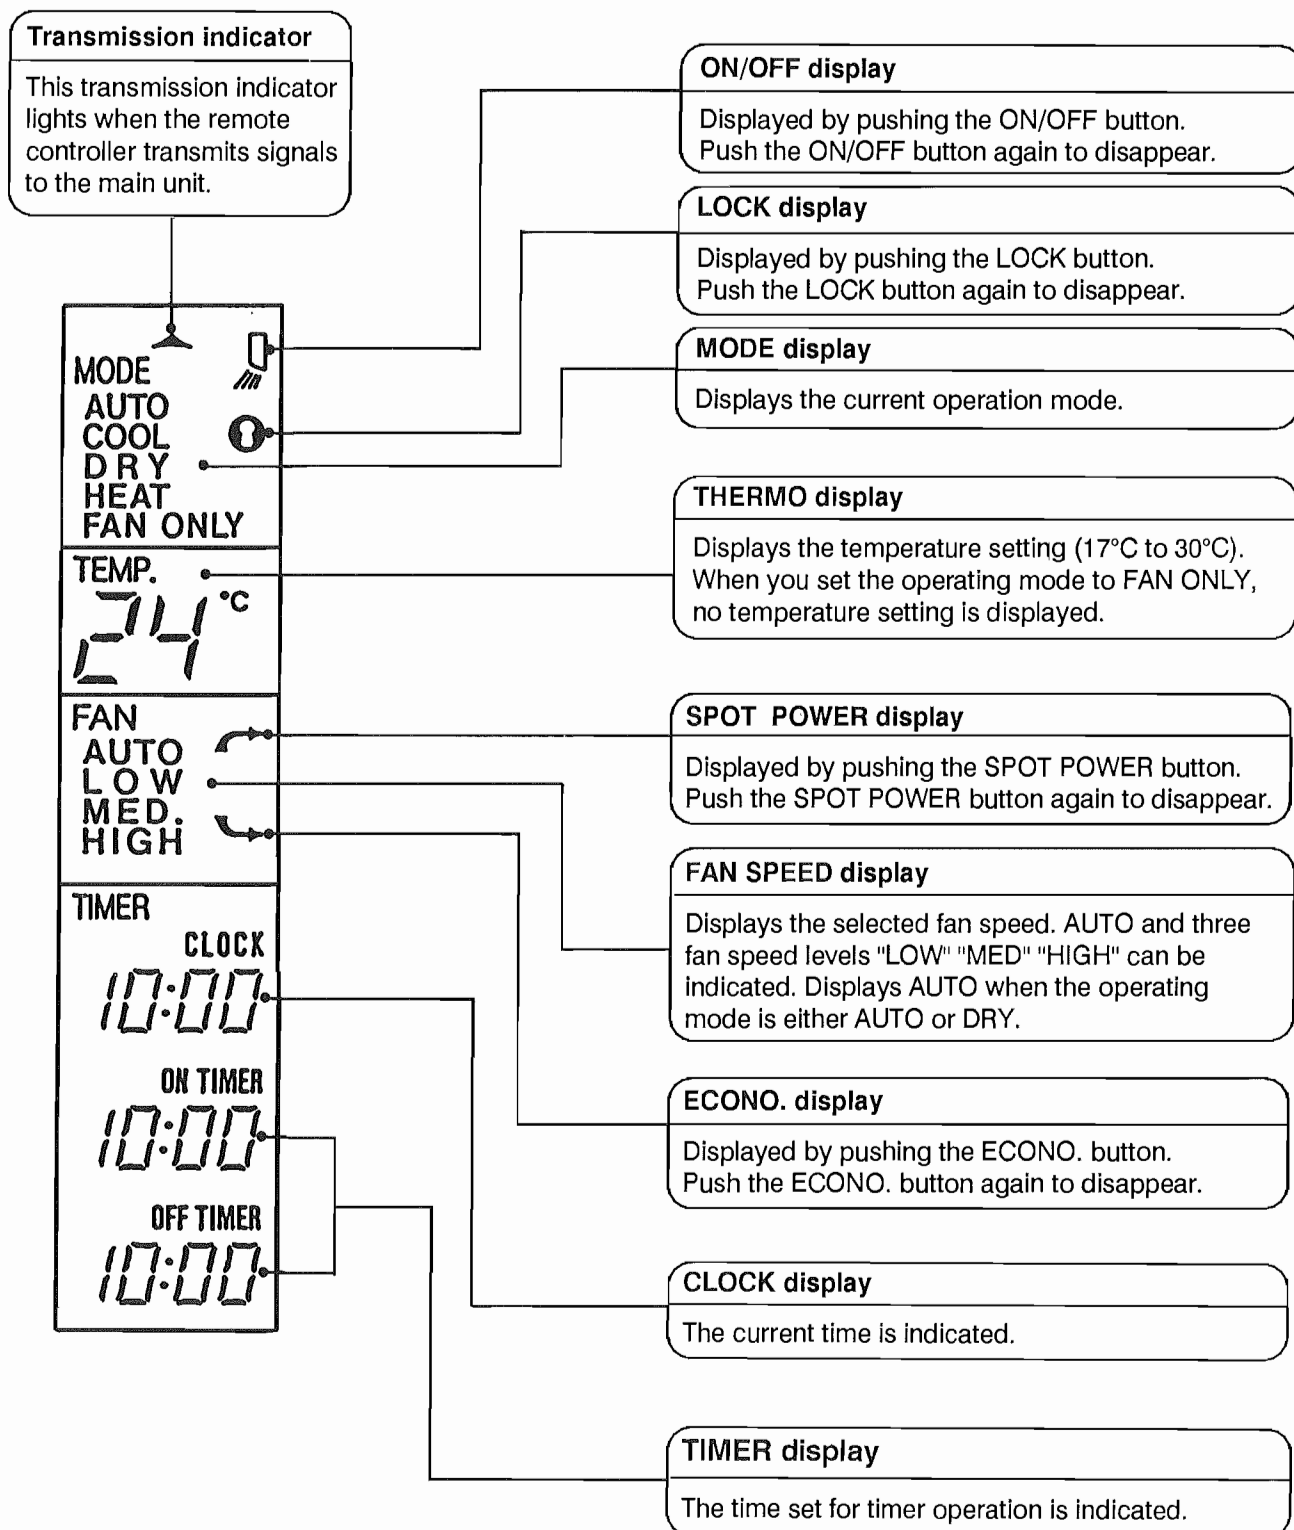 Transmission indicator
This transmission indicator
lights when the remote
controller transmits signals
to the main unit.
MODE
AUTO
COOL
DRY
HEAT
FAN ONLY
TEMP.
24 °C
FAN
AUTO
LOW
MED.
HIGH
TIMER
CLOCK
10:00
ON TIMER
10:00
OFF TIMER
10:00
ON/OFF display
Displayed by pushing the ON/OFF button.
Push the ON/OFF button again to disappear.
LOCK display
Displayed by pushing the LOCK button.
Push the LOCK button again to disappear.
MODE display
Displays the current operation mode.
THERMO display
Displays the temperature setting (17°C to 30°C).
When you set the operating mode to FAN ONLY,
no temperature setting is displayed.
SPOT POWER display
Displayed by pushing the SPOT POWER button.
Push the SPOT POWER button again to disappear.
FAN SPEED display
Displays the selected fan speed. AUTO and three
fan speed levels "LOW" "MED" "HIGH" can be
indicated. Displays AUTO when the operating
mode is either AUTO or DRY.
ECONO. display
Displayed by pushing the ECONO. button.
Push the ECONO. button again to disappear.
CLOCK display
The current time is indicated.
TIMER display
The time set for timer operation is indicated.